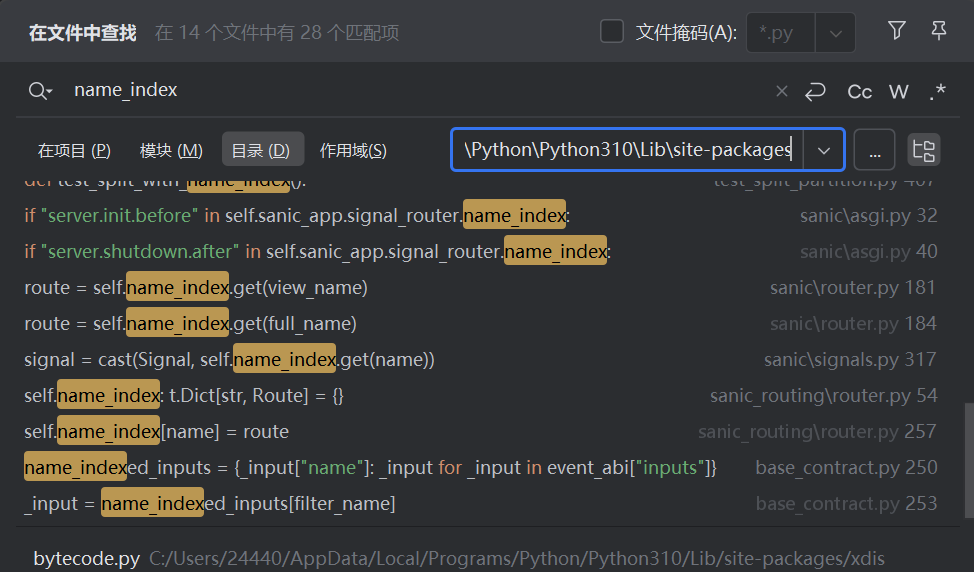 在文件中查找 在 14 个文件中有 28 个匹配项 文件掩码(A): *.py
name_index Cc W .*
在项目 (P) 模块 (M) 目录 (D) 作用域(S) \Python\Python310\Lib\site-packages ...
def test_split_with_name_index(): test_split_partition.py 407
if "server.init.before" in self.sanic_app.signal_router.name_index: sanic\asgi.py 32
if "server.shutdown.after" in self.sanic_app.signal_router.name_index: sanic\asgi.py 40
route = self.name_index.get(view_name) sanic\router.py 181
route = self.name_index.get(full_name) sanic\router.py 184
signal = cast(Signal, self.name_index.get(name)) sanic\signals.py 317
self.name_index: t.Dict[str, Route] = {} sanic_routing\router.py 54
self.name_index[name] = route sanic_routing\router.py 257
name_indexed_inputs = {_input["name"]: _input for _input in event_abi["inputs"]} base_contract.py 250
_input = name_indexed_inputs[filter_name] base_contract.py 253
bytecode.py C:/Users/24440/AppData/Local/Programs/Python/Python310/Lib/site-packages/xdis